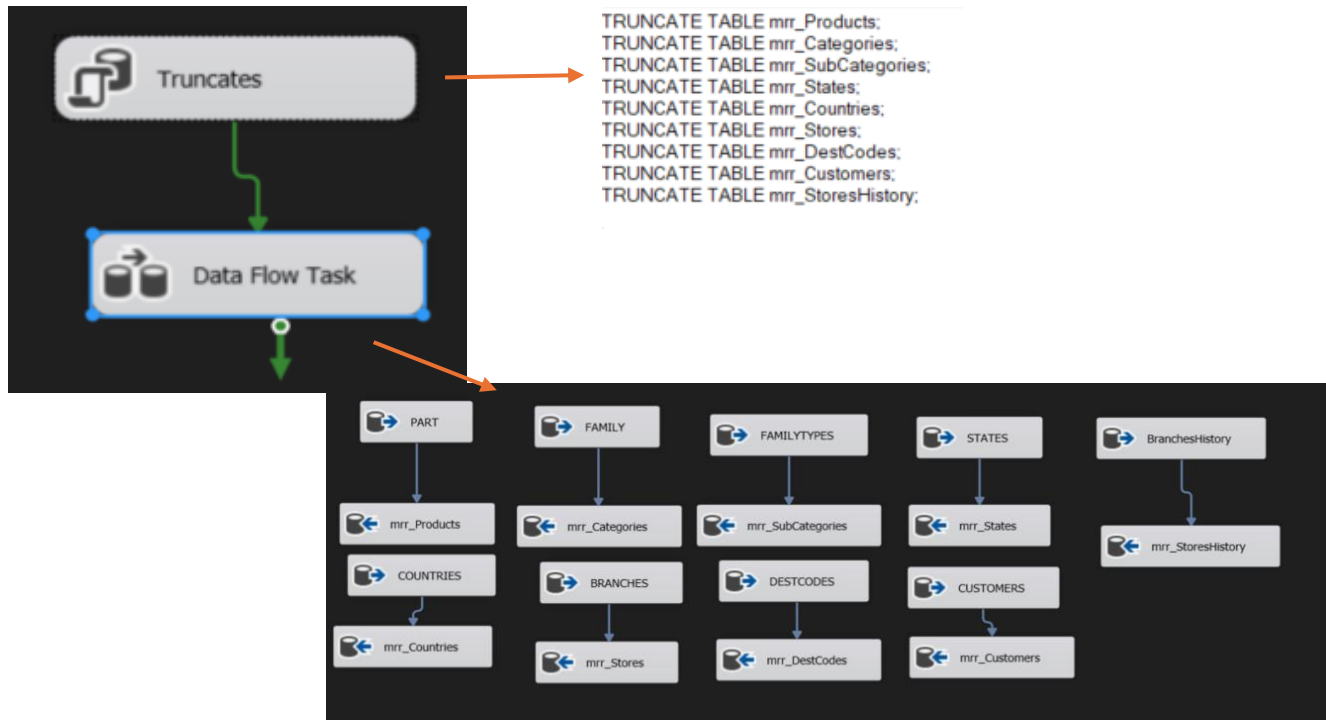 Truncates
TRUNCATE TABLE mrr_Products;
TRUNCATE TABLE mrr_Categories;
TRUNCATE TABLE mrr_SubCategories;
TRUNCATE TABLE mrr_States;
TRUNCATE TABLE mrr_Countries;
TRUNCATE TABLE mrr_Stores;
TRUNCATE TABLE mrr_DestCodes;
TRUNCATE TABLE mrr_Customers;
TRUNCATE TABLE mrr_StoresHistory;
Data Flow Task
PART
FAMILY
FAMILYTYPES
STATES
BranchesHistory
mrr_Products
mrr_Categories
mrr_SubCategories
mrr_States
mrr_StoresHistory
COUNTRIES
BRANCHES
DESTCODES
CUSTOMERS
mrr_Countries
mrr_Stores
mrr_DestCodes
mrr_Customers